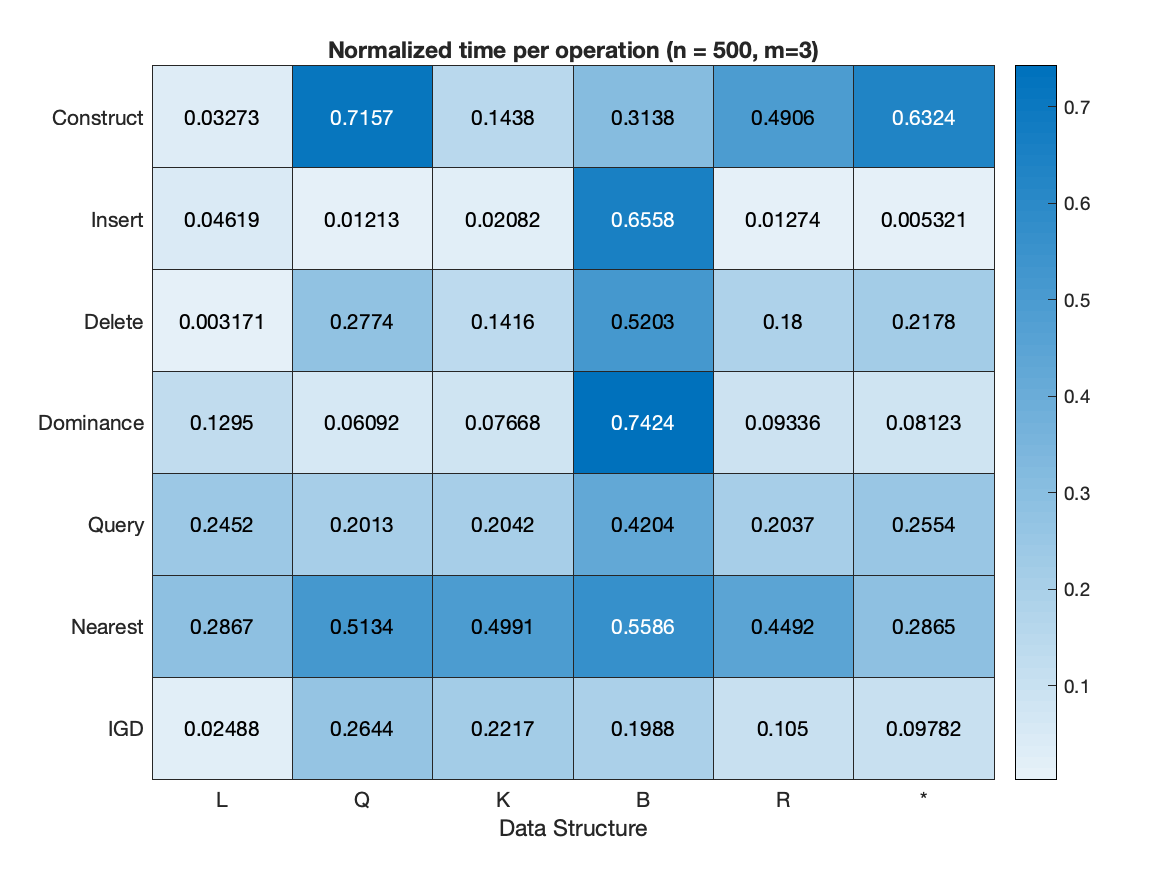 Normalized time per operation (n = 500, m=3)
Construct 0.03273 0.7157 0.1438 0.3138 0.4906 0.6324
Insert 0.04619 0.01213 0.02082 0.6558 0.01274 0.005321
Delete 0.003171 0.2774 0.1416 0.5203 0.18 0.2178
Dominance 0.1295 0.06092 0.07668 0.7424 0.09336 0.08123
Query 0.2452 0.2013 0.2042 0.4204 0.2037 0.2554
Nearest 0.2867 0.5134 0.4991 0.5586 0.4492 0.2865
IGD 0.02488 0.2644 0.2217 0.1988 0.105 0.09782
L Q K B R *
Data Structure
0.7
0.6
0.5
0.4
0.3
0.2
0.1